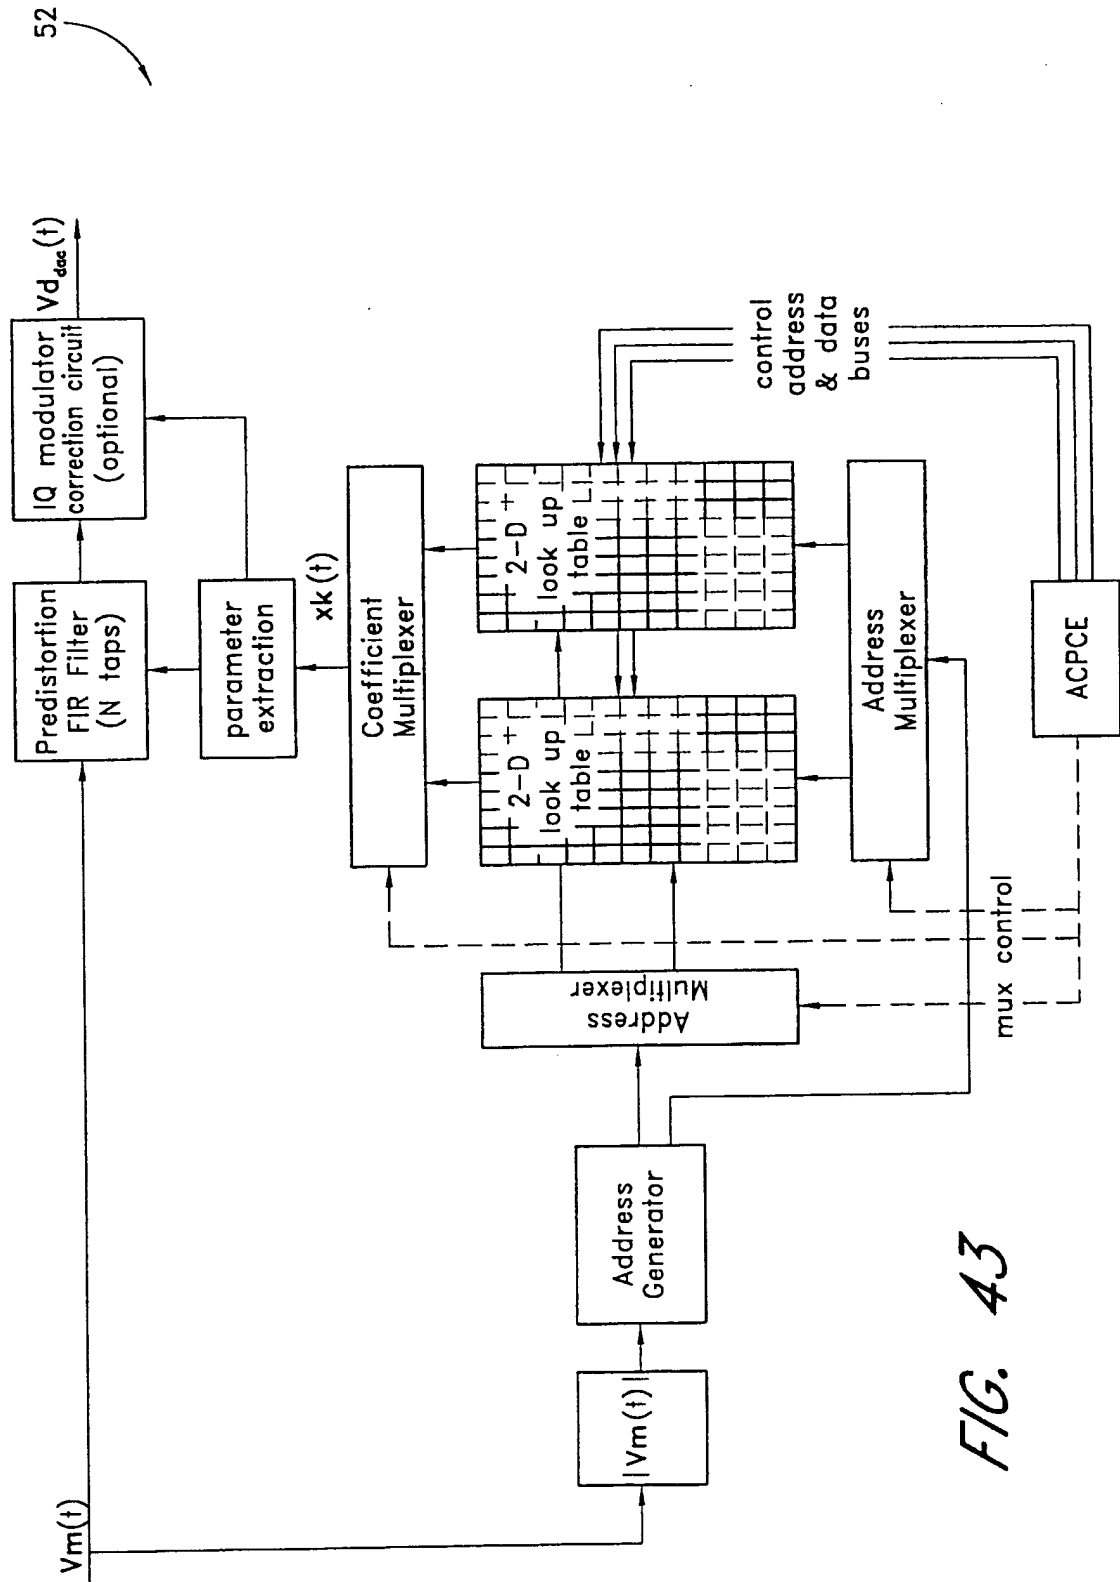 52
Vm(t)
Predistortion
FIR Filter
(N taps)
IQ modulator
correction circuit
(optional)
Vd_dac(t)
parameter
extraction
xk(t)
Coefficient
Multiplexer
2-D
look up
table
2-D
look up
table
control
address
& data
buses
|Vm(t)|
Address
Generator
Address
Multiplexer
Address
Multiplexer
mux control
ACPCE
FIG. 43